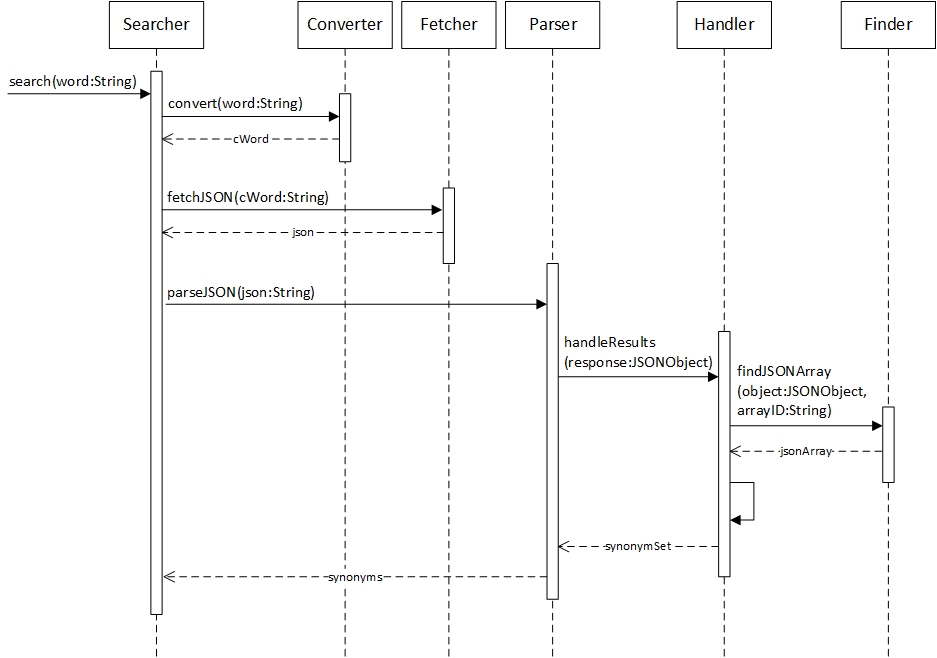 Searcher
Converter
Fetcher
Parser
Handler
Finder
search(word:String)
convert(word:String)
cWord
fetchJSON(cWord:String)
json
parseJSON(json:String)
handleResults
(response:JSONObject)
findJSONArray
(object:JSONObject,
arrayID:String)
jsonArray
synonymSet
synonyms